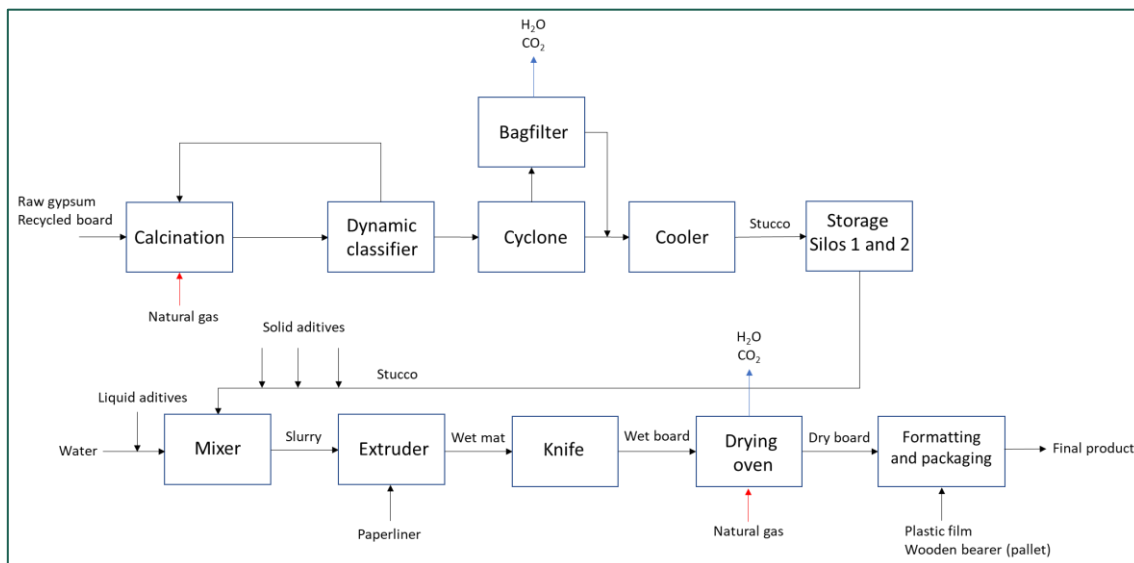 H₂O
CO₂
Bagfilter
Raw gypsum
Recycled board
Calcination
Dynamic
classifier
Cyclone
Cooler
Stucco
Storage
Silos 1 and 2
Natural gas
Solid aditives
H₂O
CO₂
Stucco
Liquid aditives
Water
Mixer
Slurry
Extruder
Wet mat
Knife
Wet board
Drying
oven
Dry board
Formatting
and packaging
Final product
Paperliner
Natural gas
Plastic film
Wooden bearer (pallet)